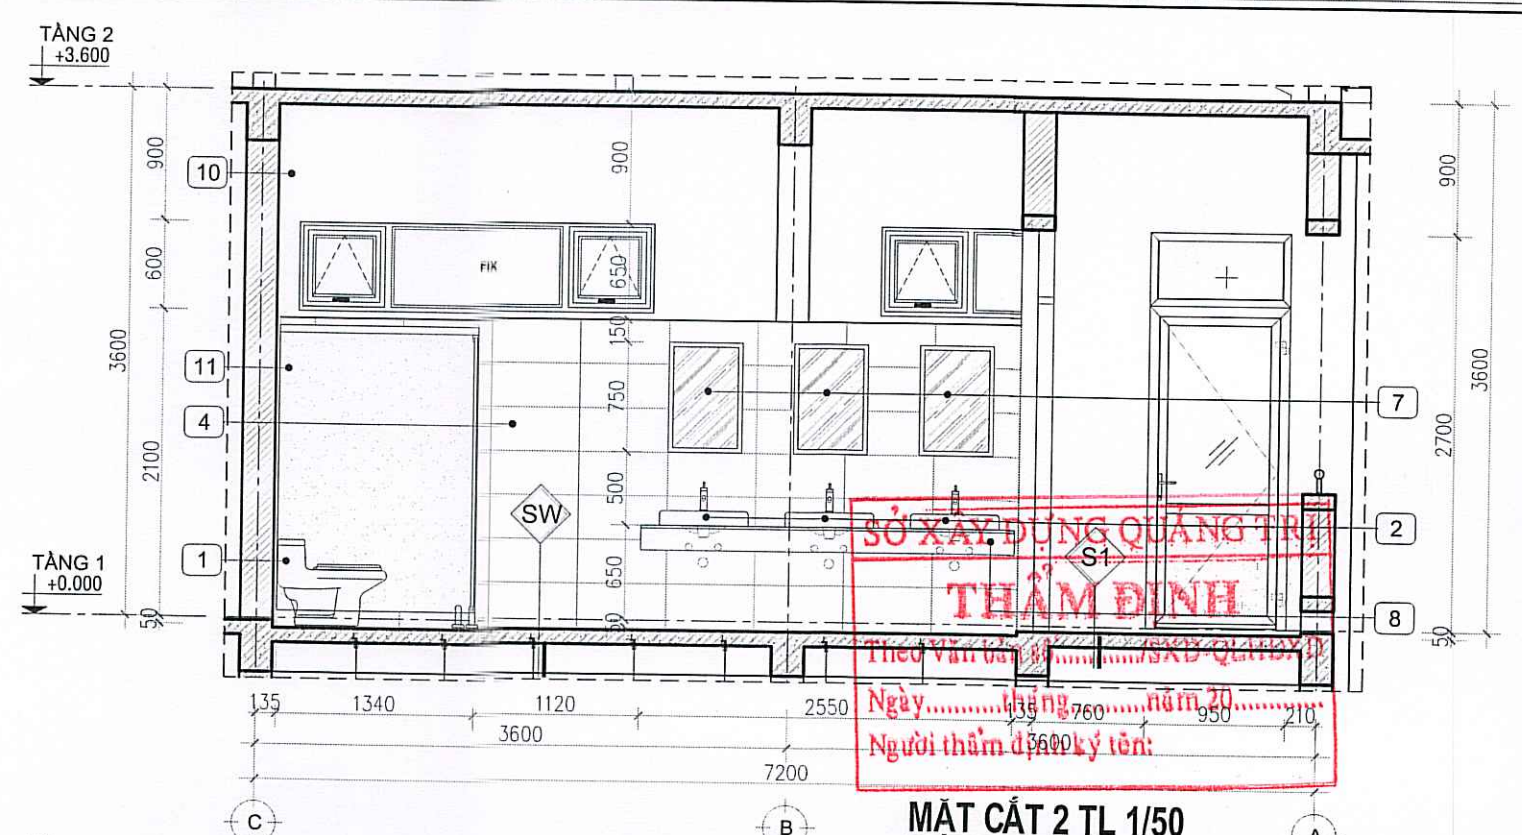 TẦNG 2
+3.600
900
900
900
10
FIX
600
650
150
3600
11
750
7
3600
4
2100
2700
500
SW
SỞ XÂY DỰNG QUẢNG TRỊ
2
S1
TẦNG 1
+0.000
1
650
THẨM ĐỊNH
8
50
50
50
Theo Văn bản số............./SXD-QLHĐXD
135
1340
1120
2550
135
760
950
210
Ngày...........tháng...........năm 20.............
3600
3600
Người thẩm định ký tên:
7200
C
B
A
MẶT CẮT 2 TL 1/50